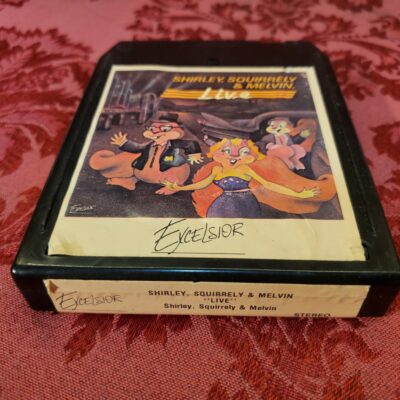 SHIRLEY, SQUIRRELY
& MELVIN
Live
EXCELSIOR
EXCELSIOR
SHIRLEY, SQUIRRELY & MELVIN
"LIVE"
Shirley, Squirrely & Melvin
STEREO